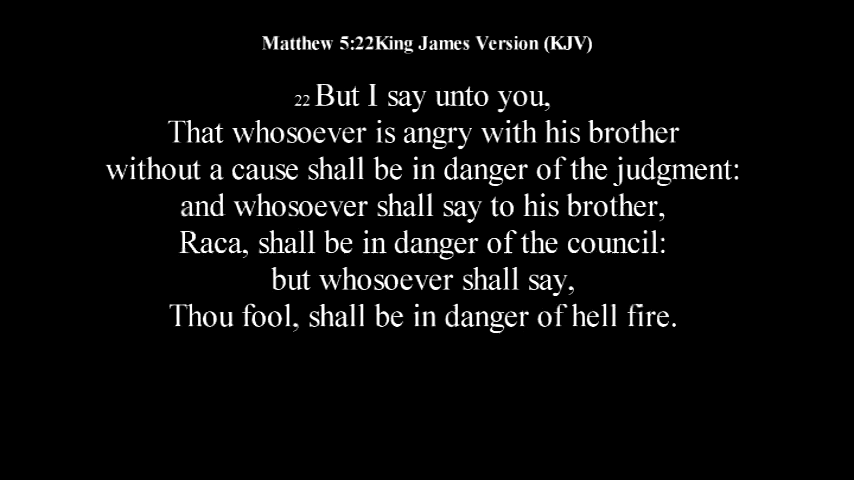 Matthew 5:22King James Version (KJV)
22 But I say unto you,
That whosoever is angry with his brother
without a cause shall be in danger of the judgment:
and whosoever shall say to his brother,
Raca, shall be in danger of the council:
but whosoever shall say,
Thou fool, shall be in danger of hell fire.